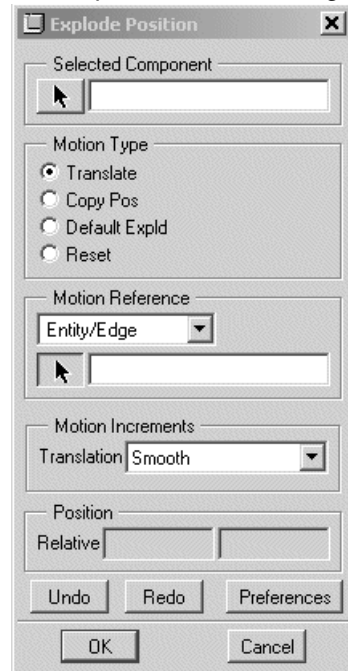 Explode Position
Selected Component
Motion Type
Translate
Copy Pos
Default Expld
Reset
Motion Reference
Entity/Edge
Motion Increments
Translation Smooth
Position
Relative
Undo Redo Preferences
OK Cancel